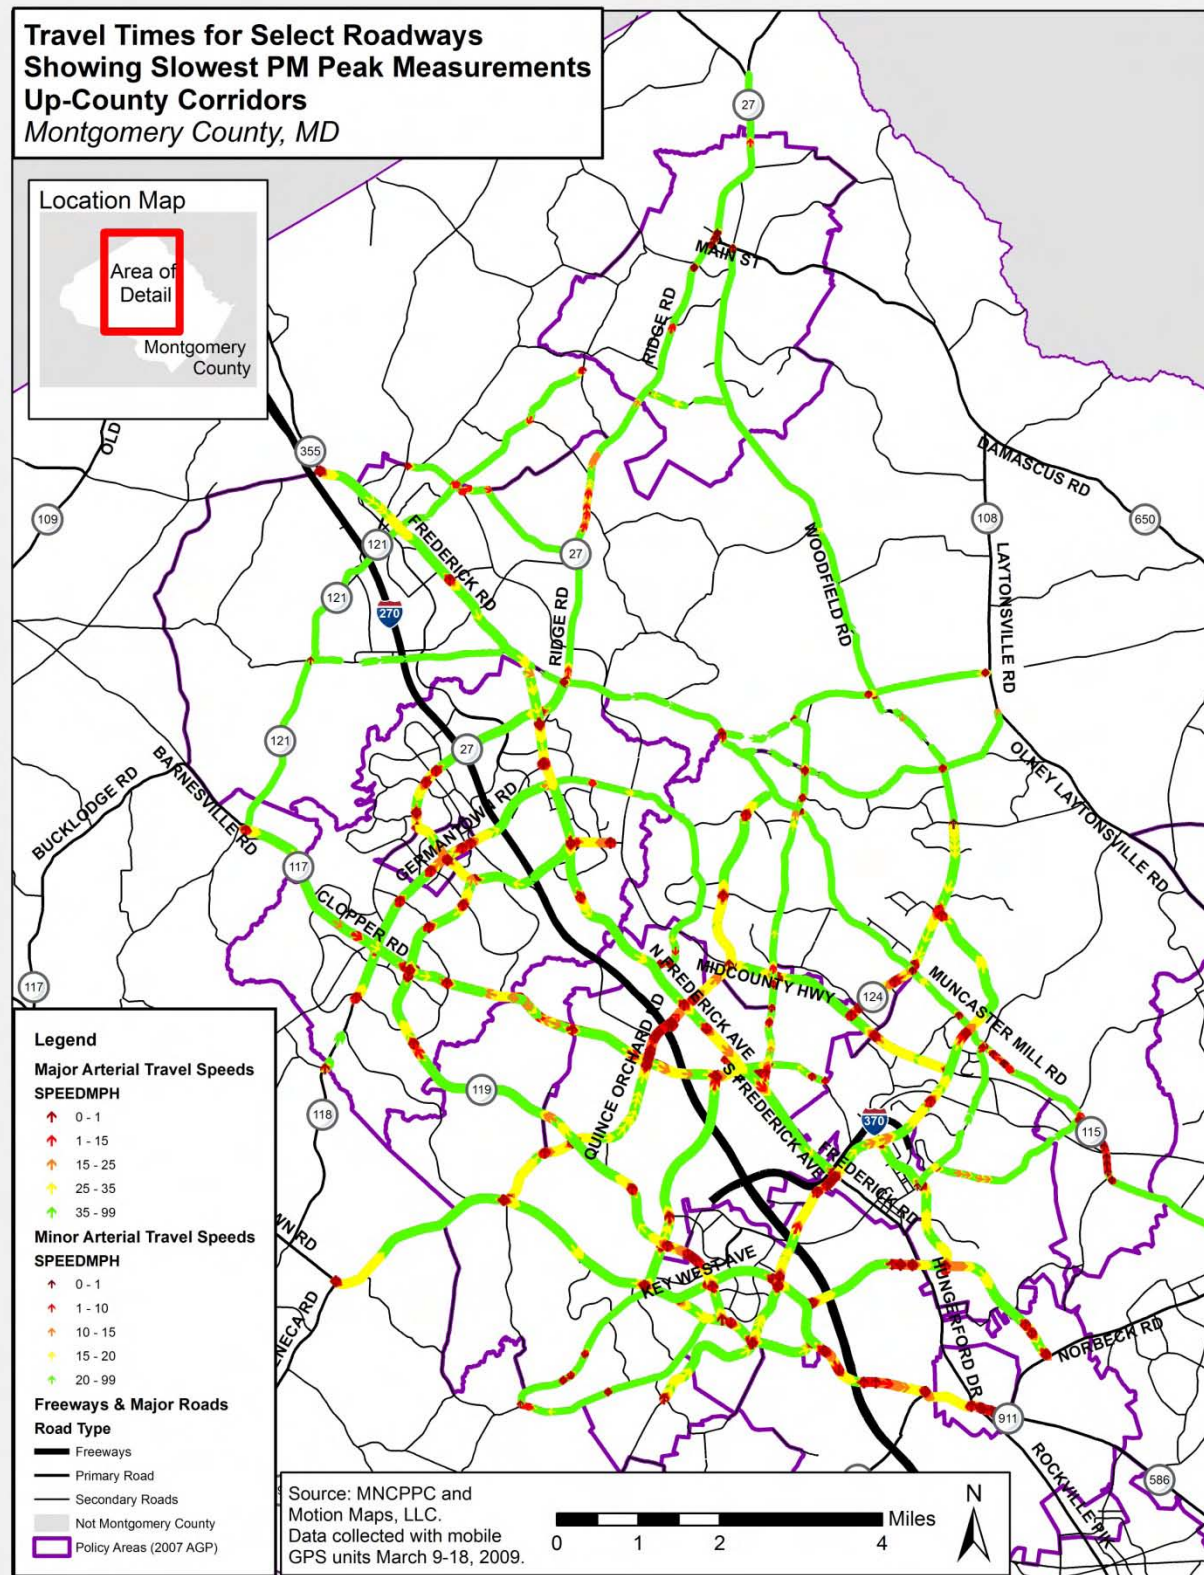 Travel Times for Select Roadways
Showing Slowest PM Peak Measurements
Up-County Corridors
Montgomery County, MD
Location Map
Area of
Detail
Montgomery
County
27
MAIN ST
RIDGE RD
OLD
355
DAMASCUS RD
109
FREDERICK RD
108
650
121
27
WOODFIELD RD
LAYTONSVILLE RD
121
270
RIDGE RD
121
27
BARNESVILLE RD
BUCKLODGE RD
OLNEY LAYTONSVILLE RD
GERMANTOWN RD
117
CLOPPER RD
N FREDERICK AVE
MIDCOUNTY HWY
124
MUNCASTER MILL RD
117
QUINCE ORCHARD RD
119
118
S FREDERICK AVE
370
115
FREDERICK RD
WN RD
KEY WEST AVE
HUNGERFORD DR
ENECA RD
NORBECK RD
911
ROCKVILLE PIK
586
Legend
Major Arterial Travel Speeds
SPEEDMPH
0 - 1
1 - 15
15 - 25
25 - 35
35 - 99
Minor Arterial Travel Speeds
SPEEDMPH
0 - 1
1 - 10
10 - 15
15 - 20
20 - 99
Freeways & Major Roads
Road Type
Freeways
Primary Road
Secondary Roads
Not Montgomery County
Policy Areas (2007 AGP)
Source: MNCPPC and
Motion Maps, LLC.
Data collected with mobile
GPS units March 9-18, 2009.
Miles
0 1 2 4
N